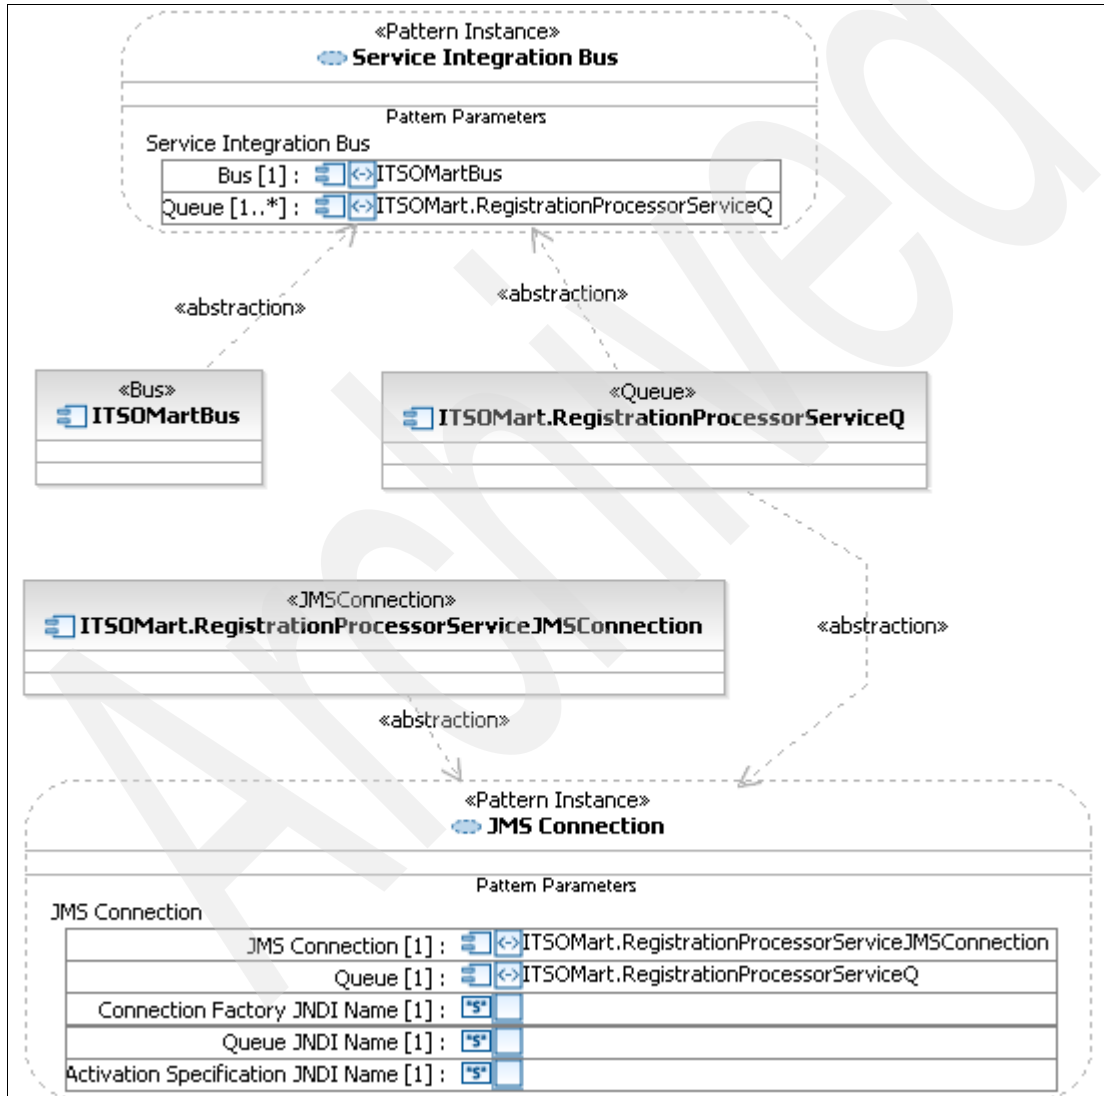 «Pattern Instance»
Service Integration Bus
Pattern Parameters
Service Integration Bus
Bus [1] : ITSOMartBus
Queue [1..*] : ITSOMart.RegistrationProcessorServiceQ
«abstraction»
«abstraction»
«Bus»
ITSOMartBus
«Queue»
ITSOMart.RegistrationProcessorServiceQ
«JMSConnection»
ITSOMart.RegistrationProcessorServiceJMSConnection
«abstraction»
«abstraction»
«Pattern Instance»
JMS Connection
Pattern Parameters
JMS Connection
JMS Connection [1] : ITSOMart.RegistrationProcessorServiceJMSConnection
Queue [1] : ITSOMart.RegistrationProcessorServiceQ
Connection Factory JNDI Name [1] : "S"
Queue JNDI Name [1] : "S"
Activation Specification JNDI Name [1] : "S"
Archived